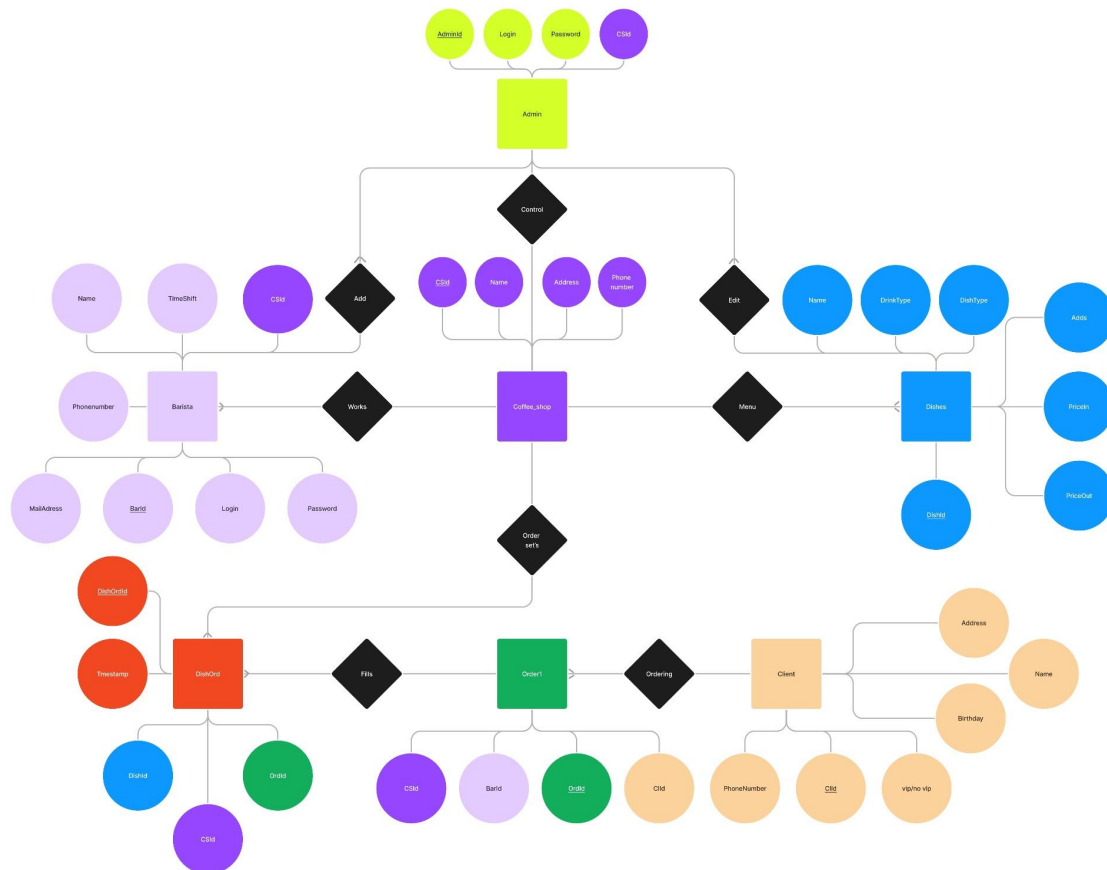 AdminId
Login
Password
CSId
Admin
Control
CSId
Name
Address
Phone
number
Name
TimeShift
CSId
Add
Edit
Name
DrinkType
DishType
Adds
Phonenumber
Barista
Works
Coffee_shop
Menu
Dishes
PriceIn
MailAdress
BarId
Login
Password
PriceOut
DishId
Order
set's
DishOrdId
Tmestamp
DishOrd
Fills
Order1
Ordering
Client
Address
Name
Birthday
DishId
OrdId
CSId
CSId
BarId
OrdId
ClId
PhoneNumber
ClId
vip/no vip